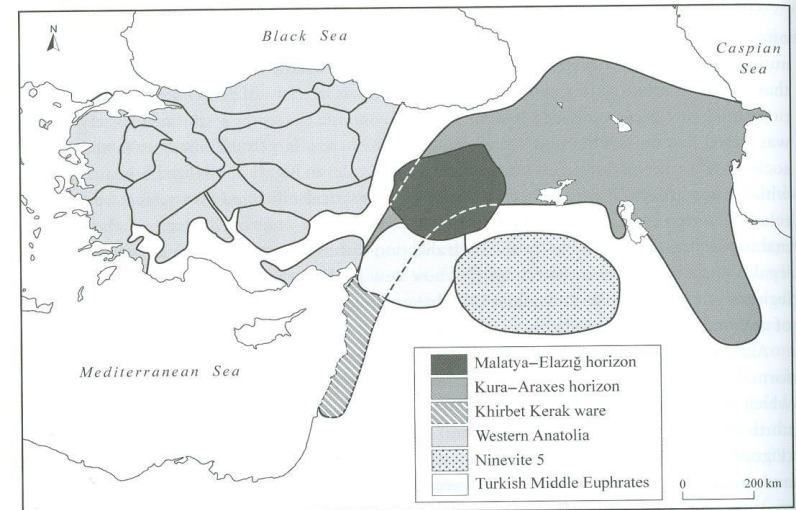 N
Black Sea
Caspian
Sea
Mediterranean Sea
Malatya–Elazığ horizon
Kura–Araxes horizon
Khirbet Kerak ware
Western Anatolia
Ninevite 5
Turkish Middle Euphrates
0 200 km